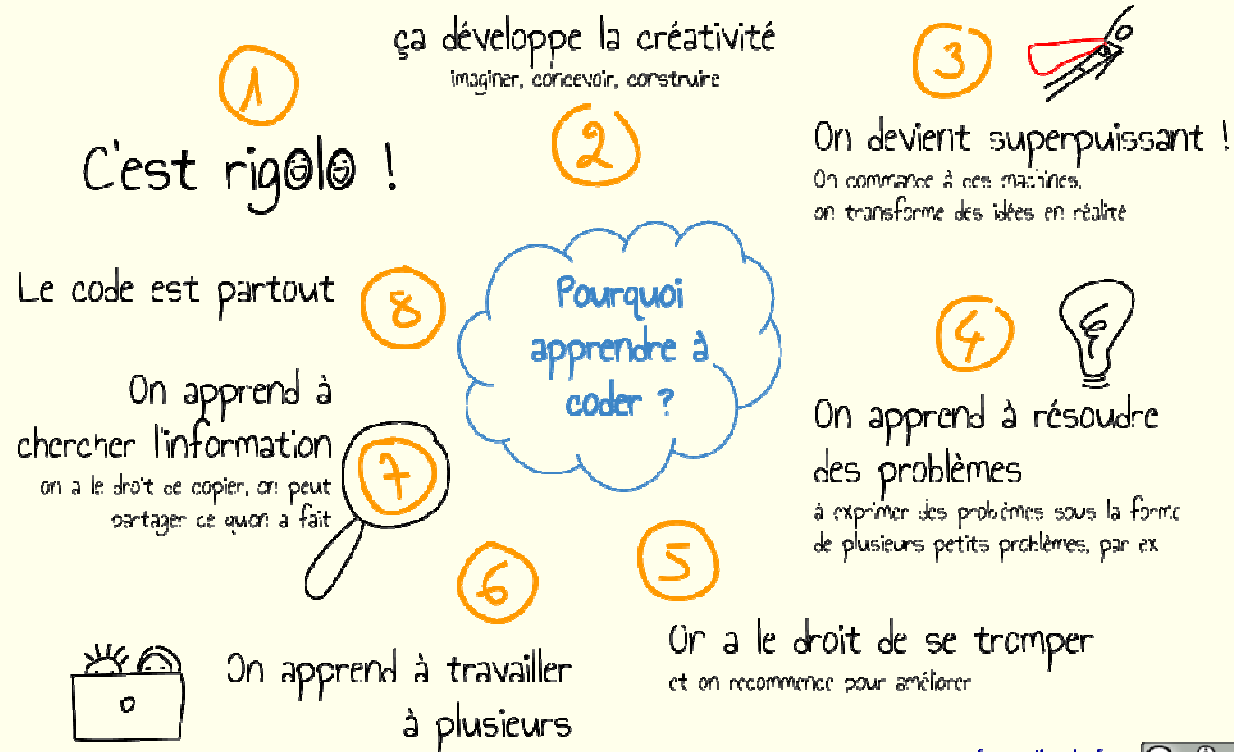 1
C'est rigolo !
ça développe la créativité
imaginer, concevoir, construire
2
3
On devient superpuissant !
On commande à des machines,
on transforme des idées en réalité
4
On apprend à résoudre
des problèmes
à exprimer des problèmes sous la forme
de plusieurs petits problèmes, par ex
5
On a le droit de se tromper
et on recommence pour améliorer
6
On apprend à travailler
à plusieurs
7
On apprend à
chercher l'information
on a le droit de copier, on peut
partager ce qu'on a fait
8
Le code est partout
Pourquoi
apprendre à
coder ?